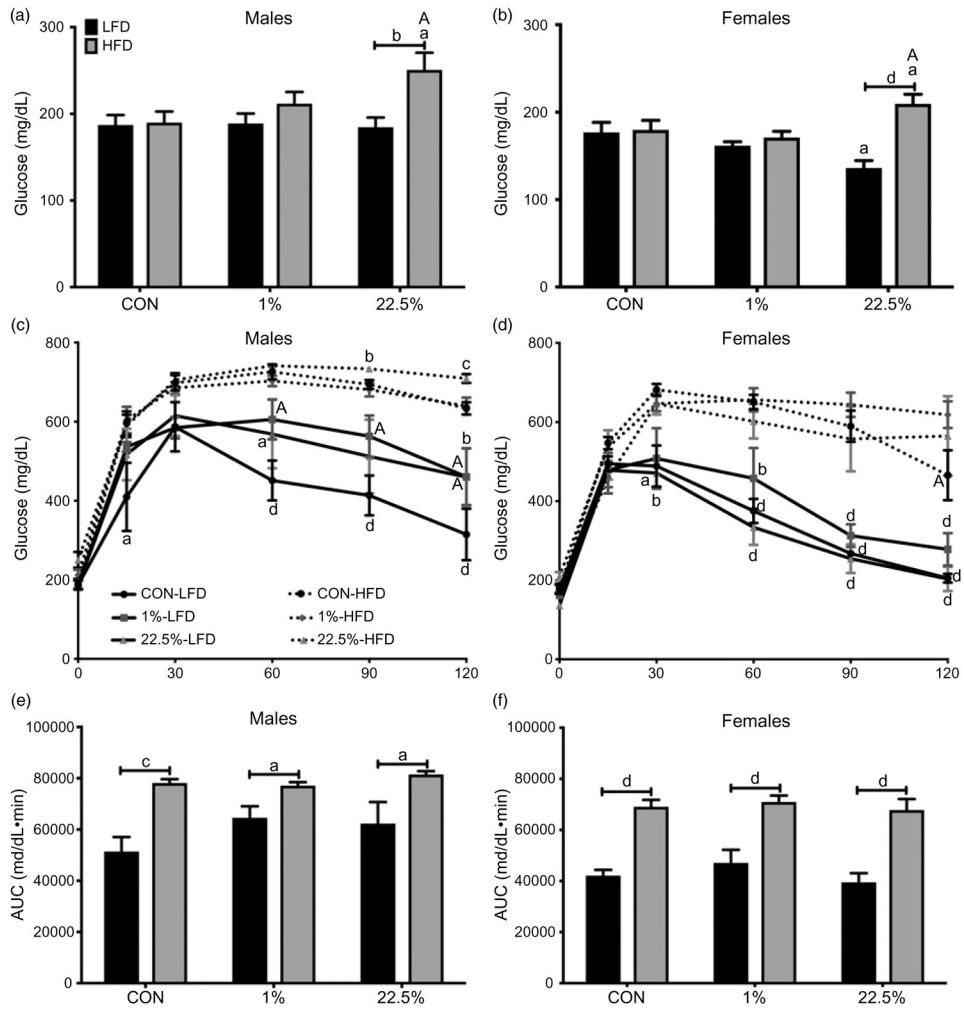 (a)
Males
Glucose (mg/dL)
300
200
100
0
LFD
HFD
b
A
a
CON
1%
22.5%
(b)
Females
Glucose (mg/dL)
300
200
100
0
a
d
A
a
CON
1%
22.5%
(c)
Males
Glucose (mg/dL)
800
600
400
200
0
b
c
A
A
b
a
A
A
a
d
d
d
CON-LFD
CON-HFD
1%-LFD
1%-HFD
22.5%-LFD
22.5%-HFD
0
30
60
90
120
(d)
Females
Glucose (mg/dL)
800
600
400
200
0
A
a
b
b
d
d
d
d
d
d
d
d
d
0
30
60
90
120
(e)
Males
AUC (md/dL•min)
100000
80000
60000
40000
20000
0
c
a
a
CON
1%
22.5%
(f)
Females
AUC (md/dL•min)
100000
80000
60000
40000
20000
0
d
d
d
CON
1%
22.5%